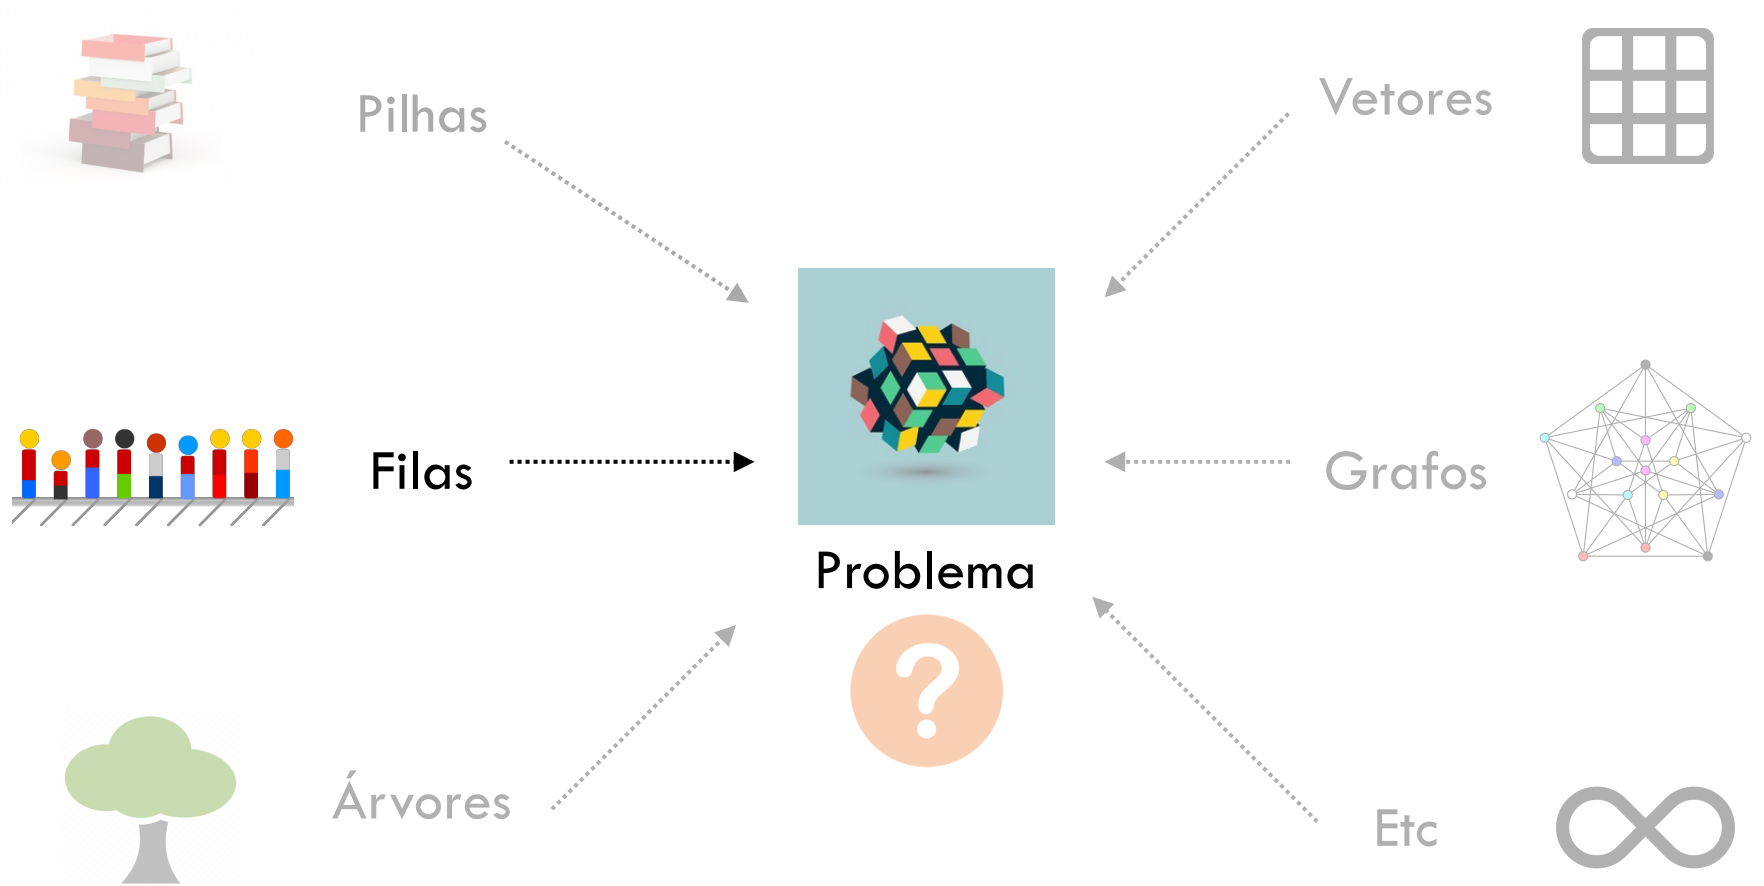 Pilhas
Vetores
Filas
Grafos
Problema
?
Árvores
Etc